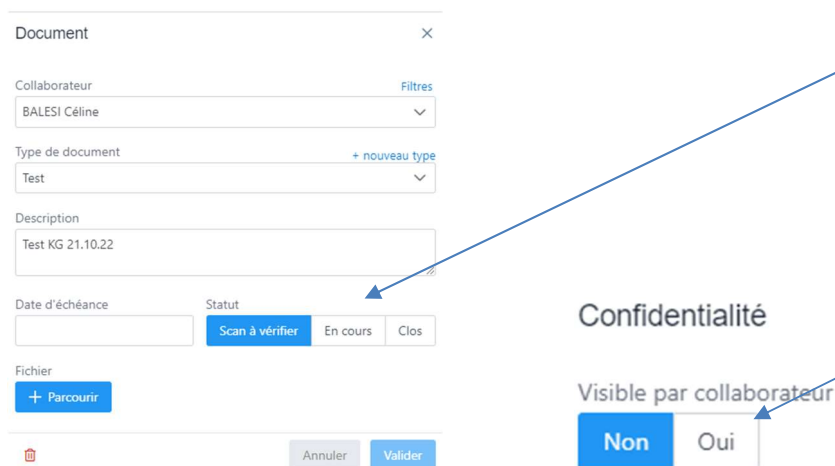 Document
Collaborateur Filtres
BALESI Céline
Type de document + nouveau type
Test
Description
Test KG 21.10.22
Date d'échéance Statut
Scan à vérifier En cours Clos
Fichier
+ Parcourir
Annuler Valider
Confidentialité
Visible par collaborateur
Non Oui